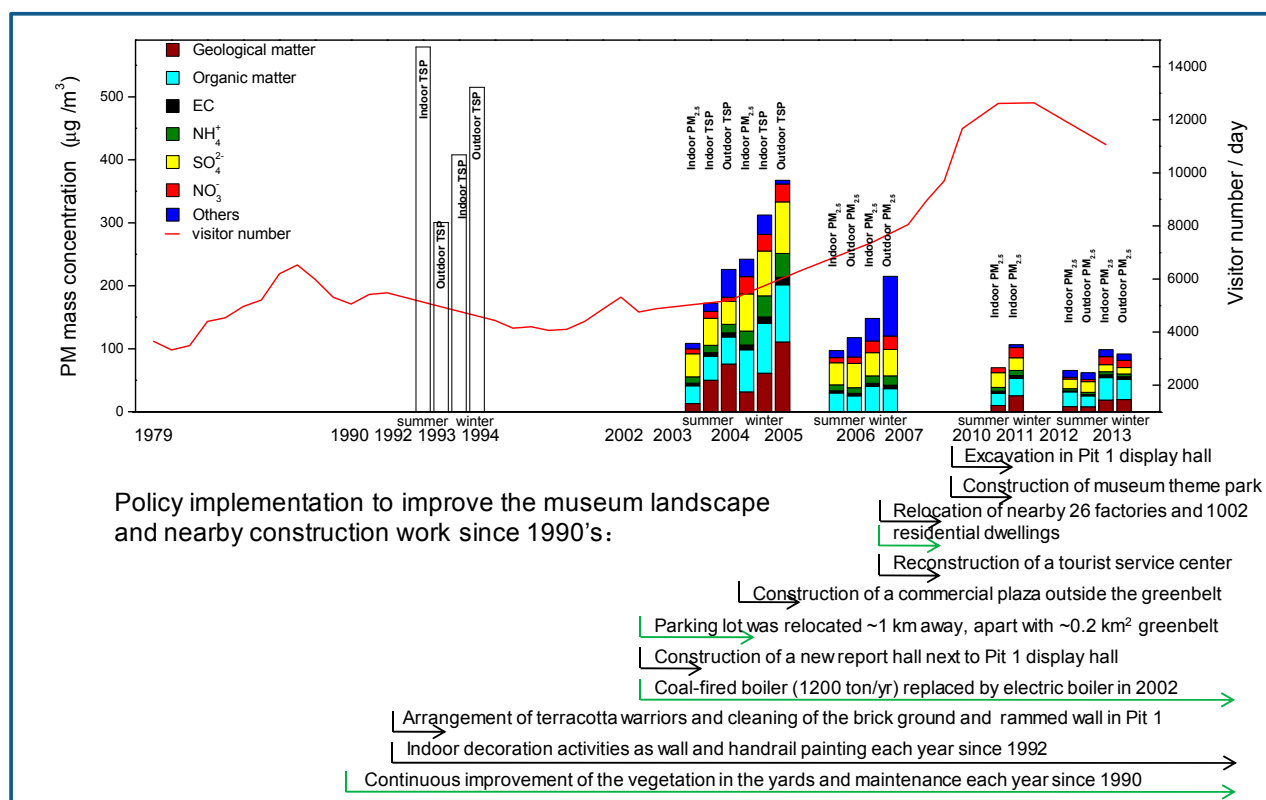 PM mass concentration (μg /m³)
500
400
300
200
100
0
Geological matter
Organic matter
EC
NH₄⁺
SO₄²⁻
NO₃⁻
Others
visitor number
Indoor TSP
Outdoor TSP
Indoor TSP
Outdoor TSP
Indoor PM₂.₅
Indoor TSP
Outdoor TSP
Indoor PM₂.₅
Indoor TSP
Outdoor TSP
Indoor PM₂.₅
Outdoor PM₂.₅
Indoor PM₂.₅
Outdoor PM₂.₅
Indoor PM₂.₅
Indoor PM₂.₅
Indoor PM₂.₅
Outdoor PM₂.₅
Indoor PM₂.₅
Outdoor PM₂.₅
14000
12000
10000
8000
6000
4000
2000
Visitor number / day
summer winter summer winter summer winter summer winter summer winter
1979 1990 1992 1993 1994 2002 2003 2004 2005 2006 2007 2010 2011 2012 2013
Policy implementation to improve the museum landscape
and nearby construction work since 1990's:
Excavation in Pit 1 display hall
Construction of museum theme park
Relocation of nearby 26 factories and 1002
residential dwellings
Reconstruction of a tourist service center
Construction of a commercial plaza outside the greenbelt
Parking lot was relocated ~1 km away, apart with ~0.2 km² greenbelt
Construction of a new report hall next to Pit 1 display hall
Coal-fired boiler (1200 ton/yr) replaced by electric boiler in 2002
Arrangement of terracotta warriors and cleaning of the brick ground and rammed wall in Pit 1
Indoor decoration activities as wall and handrail painting each year since 1992
Continuous improvement of the vegetation in the yards and maintenance each year since 1990